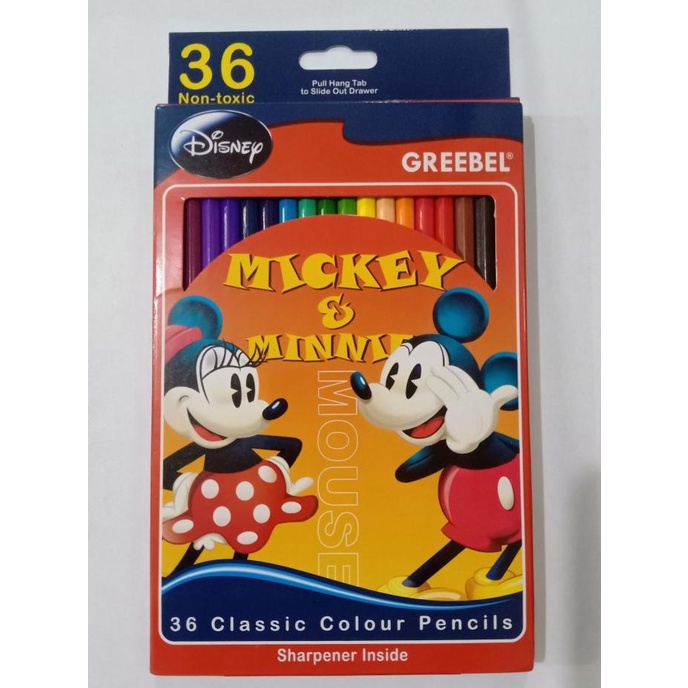 36
Non-toxic
Pull Hang Tab
to Slide Out Drawer
DISNEY
GREEBEL®
MICKEY
&
MINNIE
MOUSE
36 Classic Colour Pencils
Sharpener Inside